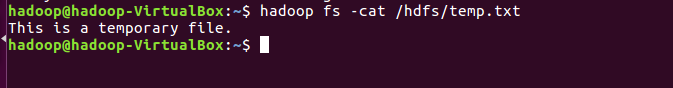 hadoop@hadoop-VirtualBox:~$ hadoop fs -cat /hdfs/temp.txt
This is a temporary file.
hadoop@hadoop-VirtualBox:~$